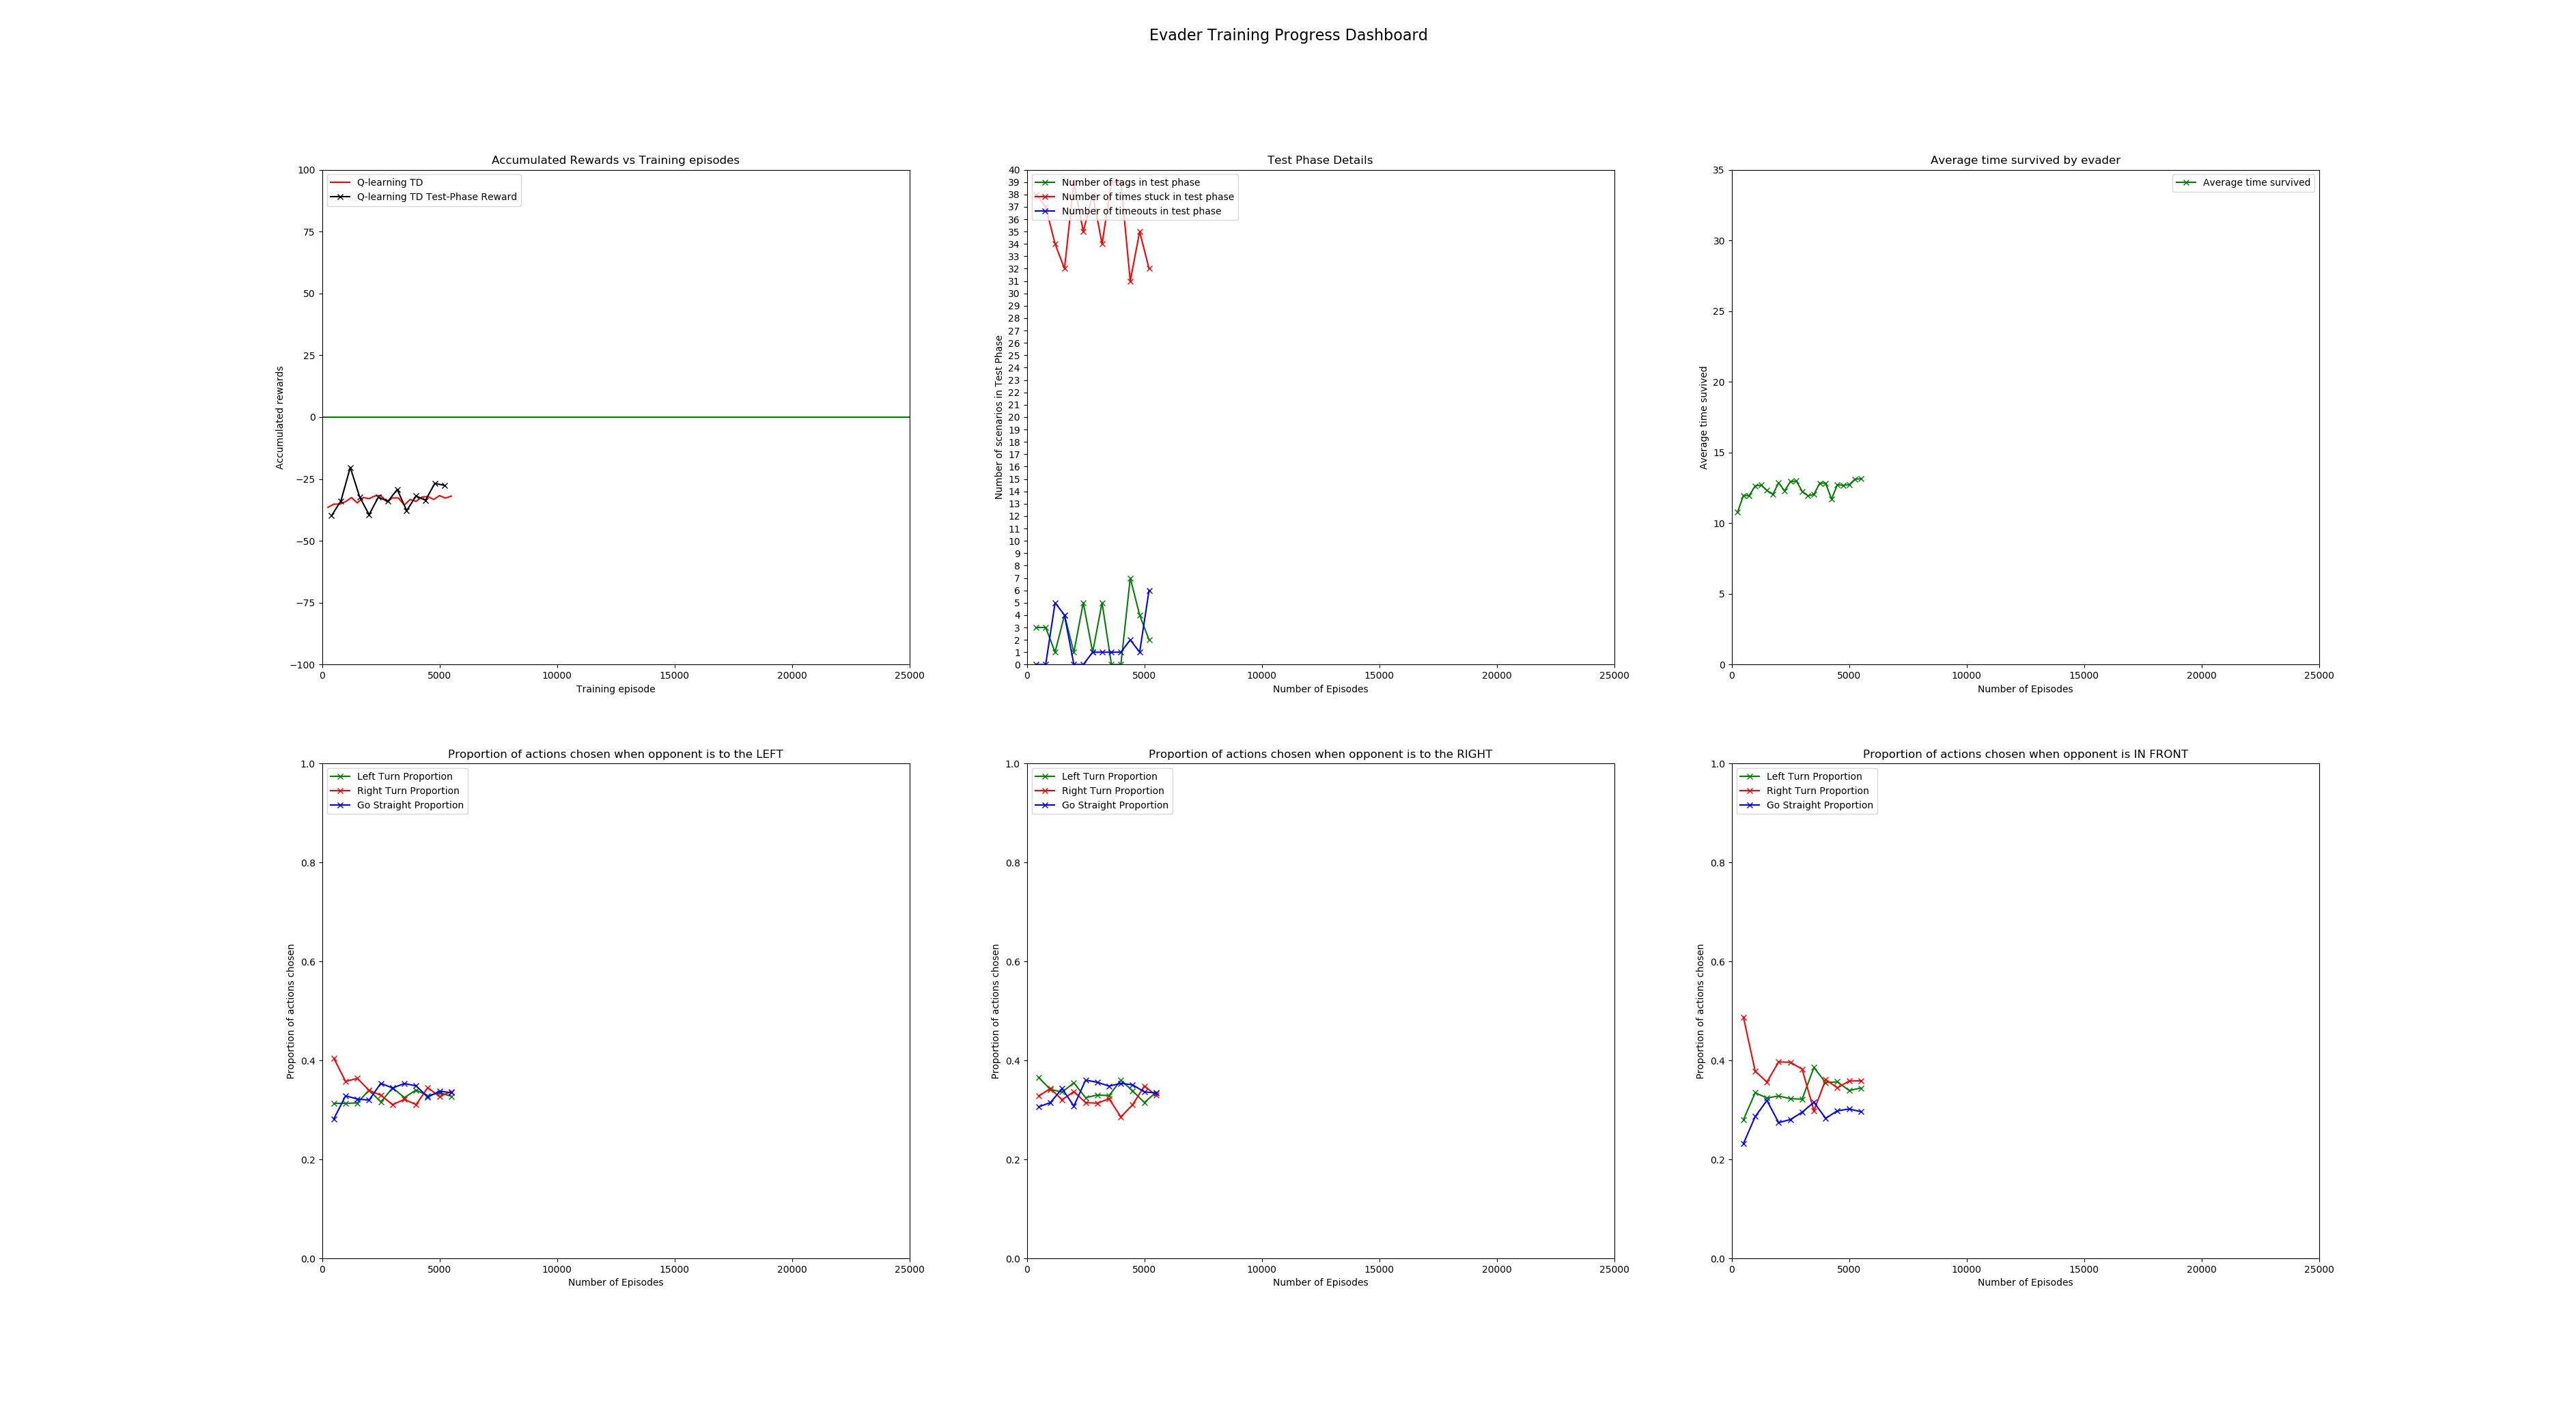 Evader Training Progress Dashboard
Accumulated Rewards vs Training episodes
Q-learning TD
Q-learning TD Test-Phase Reward
Accumulated rewards
100
75
50
25
0
−25
−50
−75
−100
0 5000 10000 15000 20000 25000
Training episode
Test Phase Details
Number of tags in test phase
Number of times stuck in test phase
Number of timeouts in test phase
Number of scenarios in Test Phase
40
39
38
37
36
35
34
33
32
31
30
29
28
27
26
25
24
23
22
21
20
19
18
17
16
15
14
13
12
11
10
9
8
7
6
5
4
3
2
1
0
0 5000 10000 15000 20000 25000
Number of Episodes
Average time survived by evader
Average time survived
Average time survived
35
30
25
20
15
10
5
0
0 5000 10000 15000 20000 25000
Number of Episodes
Proportion of actions chosen when opponent is to the LEFT
Left Turn Proportion
Right Turn Proportion
Go Straight Proportion
Proportion of actions chosen
1.0
0.8
0.6
0.4
0.2
0.0
0 5000 10000 15000 20000 25000
Number of Episodes
Proportion of actions chosen when opponent is to the RIGHT
Left Turn Proportion
Right Turn Proportion
Go Straight Proportion
Proportion of actions chosen
1.0
0.8
0.6
0.4
0.2
0.0
0 5000 10000 15000 20000 25000
Number of Episodes
Proportion of actions chosen when opponent is IN FRONT
Left Turn Proportion
Right Turn Proportion
Go Straight Proportion
Proportion of actions chosen
1.0
0.8
0.6
0.4
0.2
0.0
0 5000 10000 15000 20000 25000
Number of Episodes